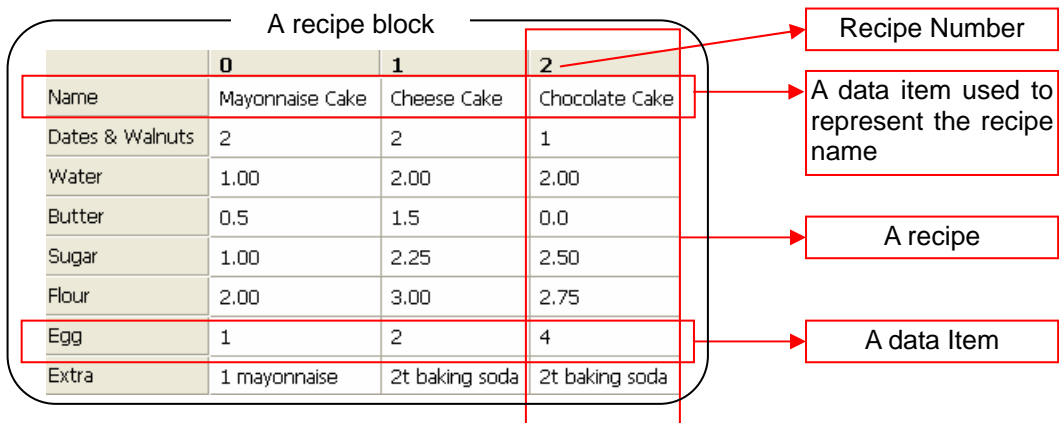 A recipe block
0 1 2
Name Mayonnaise Cake Cheese Cake Chocolate Cake
Dates & Walnuts 2 2 1
Water 1.00 2.00 2.00
Butter 0.5 1.5 0.0
Sugar 1.00 2.25 2.50
Flour 2.00 3.00 2.75
Egg 1 2 4
Extra 1 mayonnaise 2t baking soda 2t baking soda
Recipe Number
A data item used to
represent the recipe
name
A recipe
A data Item